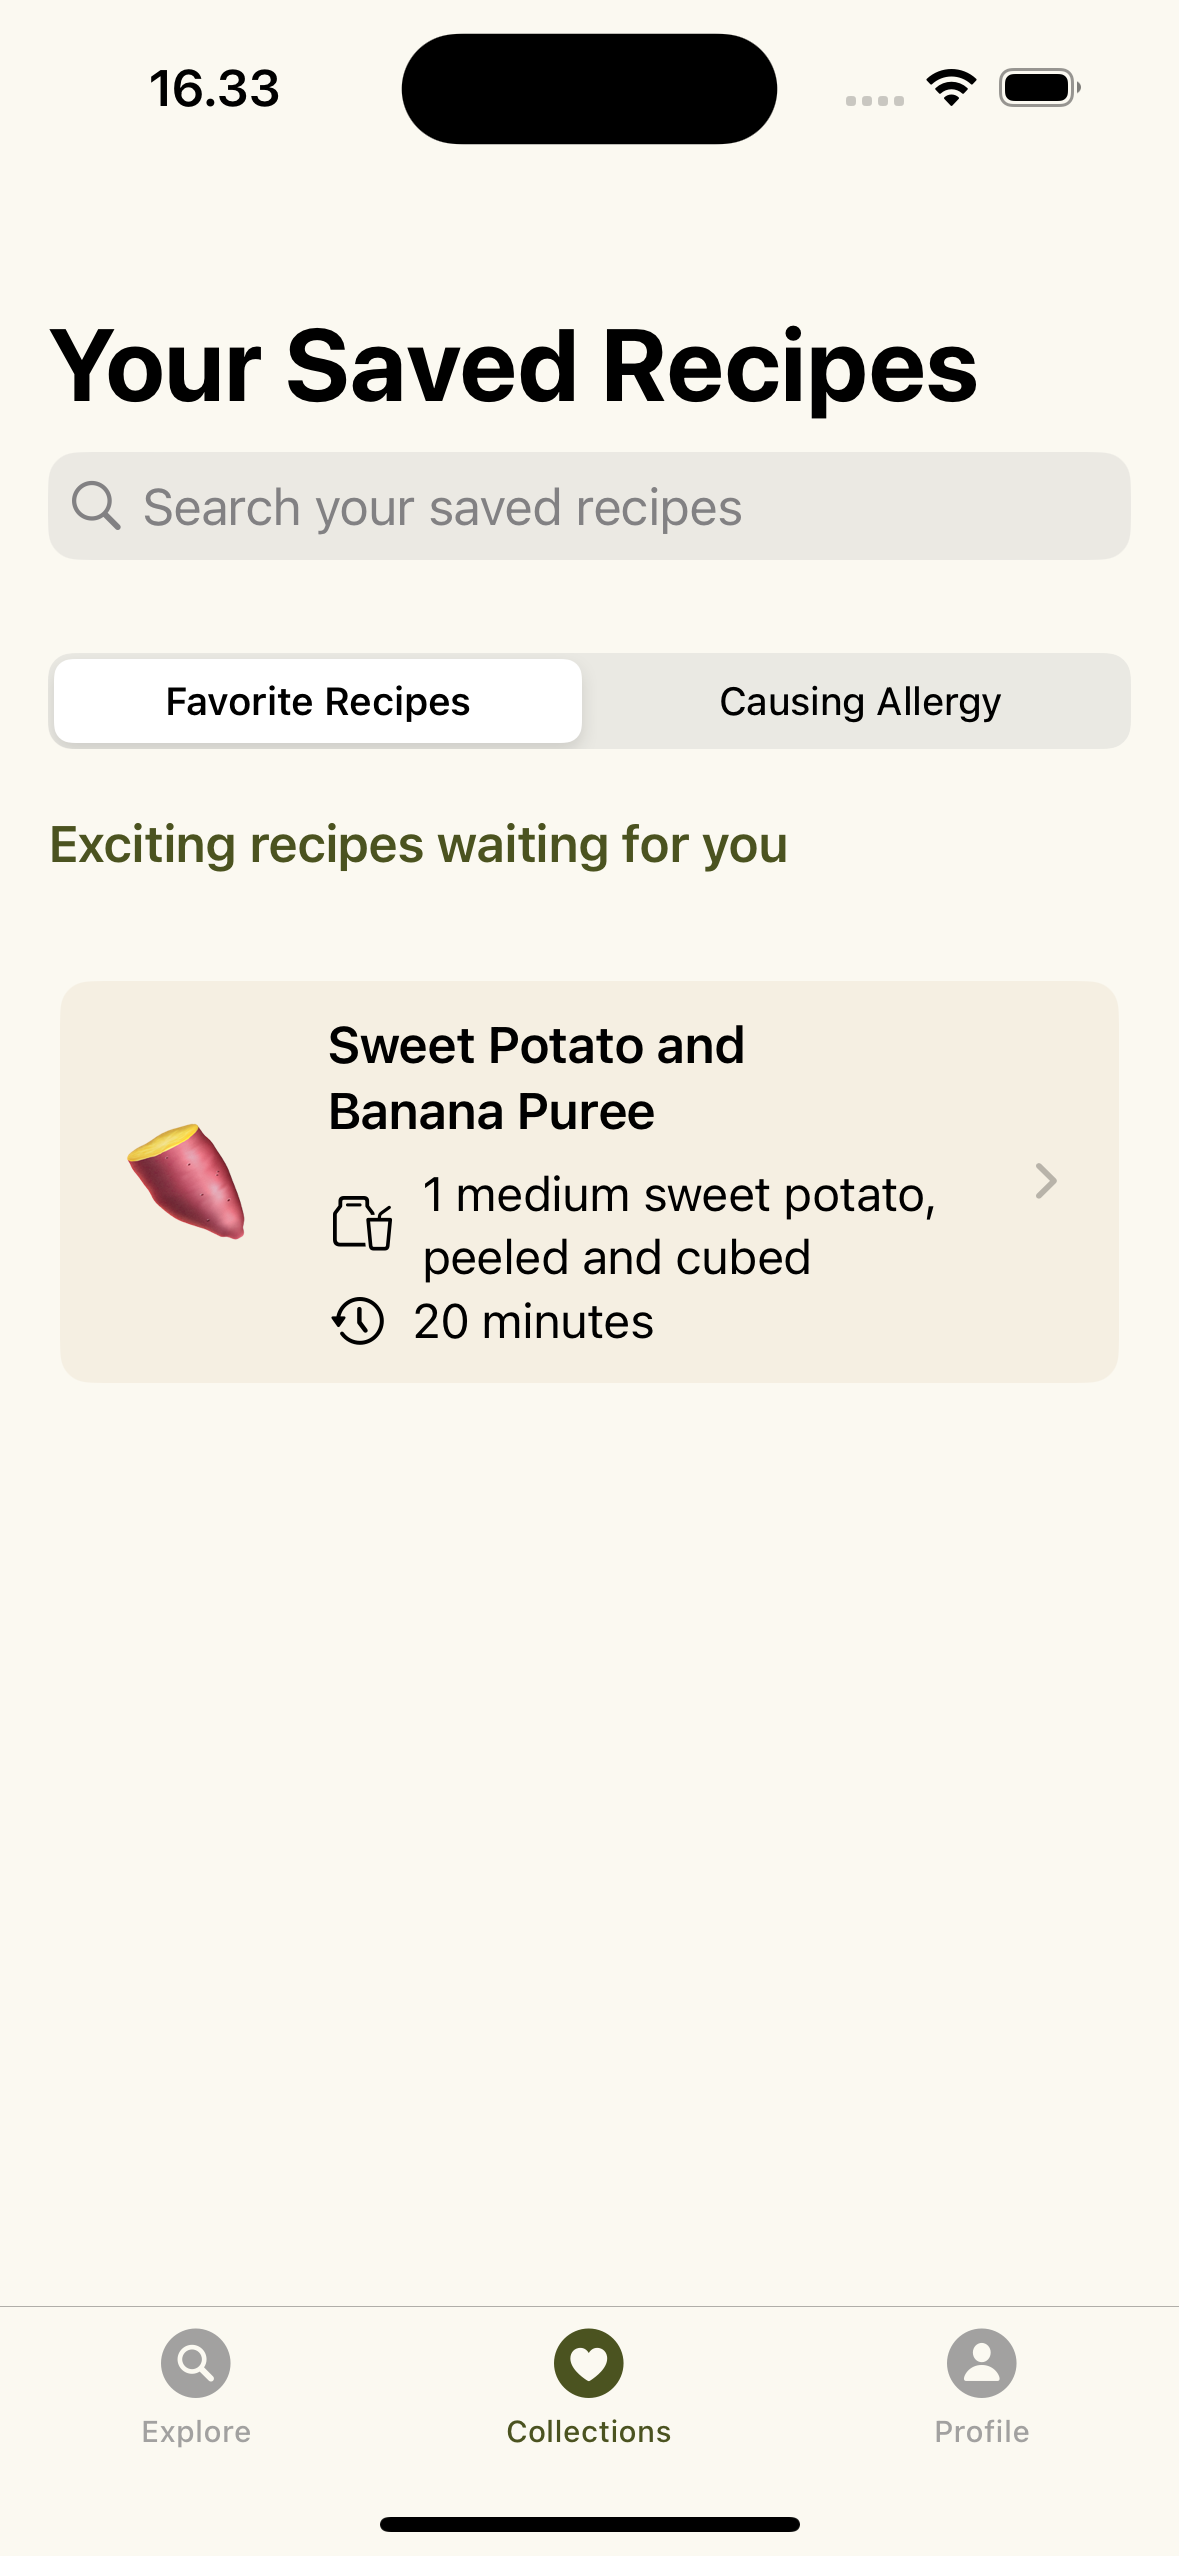 16.33
Your Saved Recipes
Search your saved recipes
Favorite Recipes
Causing Allergy
Exciting recipes waiting for you
Sweet Potato and
Banana Puree
1 medium sweet potato,
peeled and cubed
20 minutes
Explore
Collections
Profile